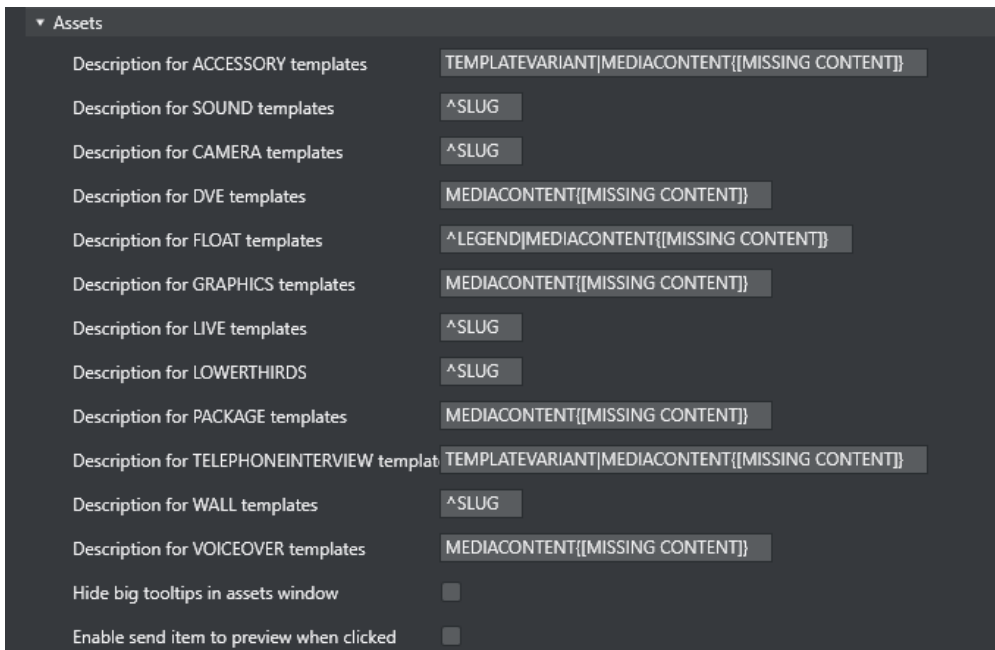 Assets
Description for ACCESSORY templates TEMPLATEVARIANT|MEDIACONTENT{[MISSING CONTENT]}
Description for SOUND templates ^SLUG
Description for CAMERA templates ^SLUG
Description for DVE templates MEDIACONTENT{[MISSING CONTENT]}
Description for FLOAT templates ^LEGEND|MEDIACONTENT{[MISSING CONTENT]}
Description for GRAPHICS templates MEDIACONTENT{[MISSING CONTENT]}
Description for LIVE templates ^SLUG
Description for LOWERTHIRDS ^SLUG
Description for PACKAGE templates MEDIACONTENT{[MISSING CONTENT]}
Description for TELEPHONEINTERVIEW templat TEMPLATEVARIANT|MEDIACONTENT{[MISSING CONTENT]}
Description for WALL templates ^SLUG
Description for VOICEOVER templates MEDIACONTENT{[MISSING CONTENT]}
Hide big tooltips in assets window
Enable send item to preview when clicked